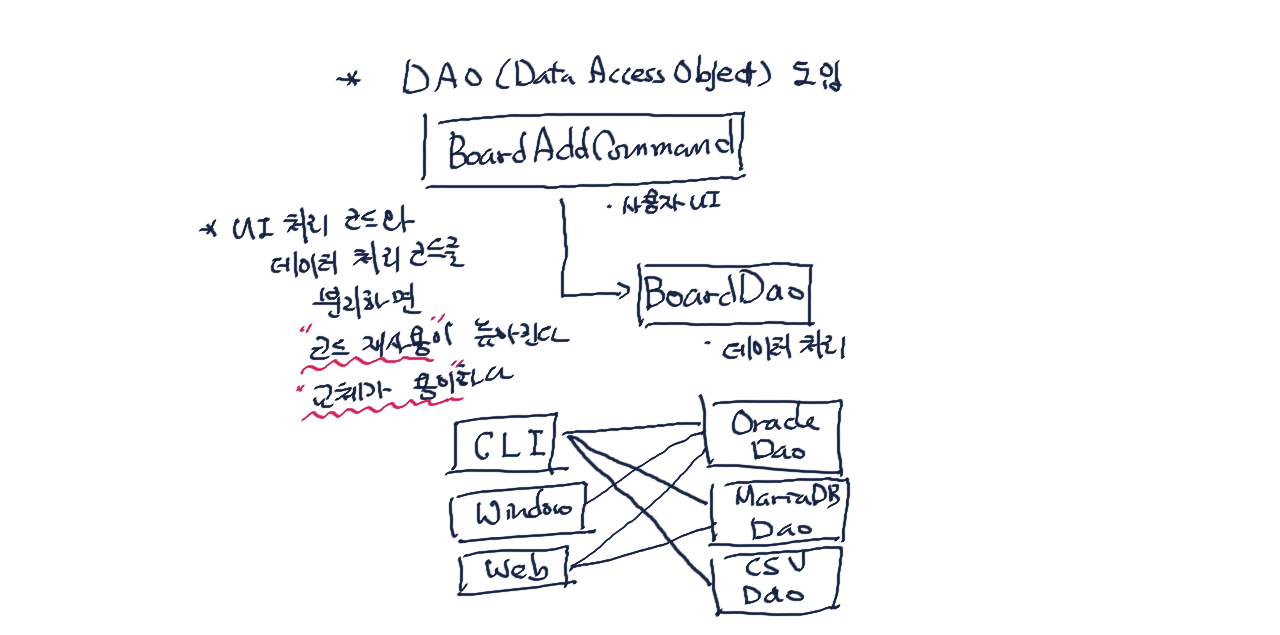 * DAO (Data Access Object) 도입
BoardAddCommand
· 사용자 UI
* UI 처리 코드와
데이터 처리 코드를
분리하면
"코드 재사용"이 높아진다
"교체가 용이"하다
BoardDao
· 데이터 처리
CLI
Window
Web
Oracle
Dao
MariaDB
Dao
CSV
Dao